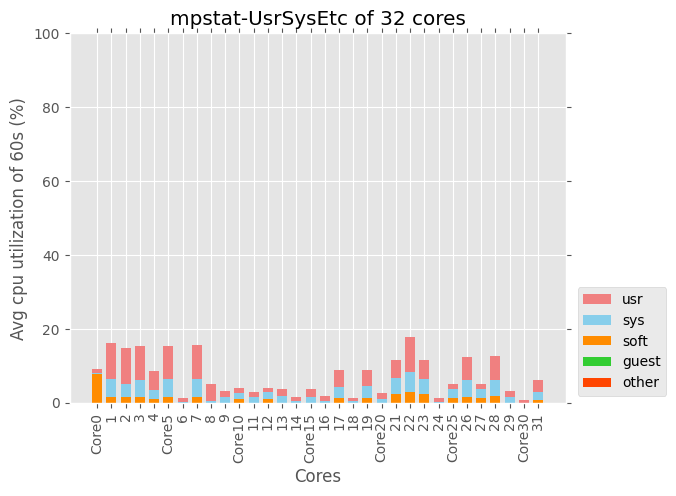 mpstat-UsrSysEtc of 32 cores
Avg cpu utilization of 60s (%)
100
80
60
40
20
0
Core0
1
2
3
4
Core5
6
7
8
9
Core10
11
12
13
14
Core15
16
17
18
19
Core20
21
22
23
24
Core25
26
27
28
29
Core30
31
Cores
usr
sys
soft
guest
other